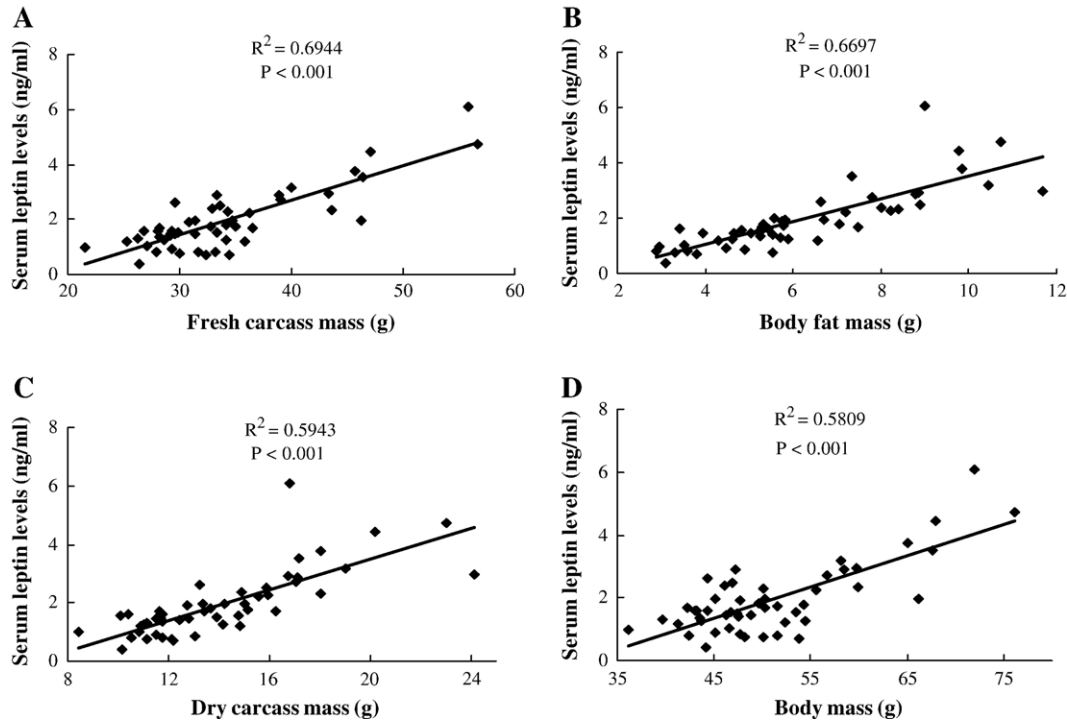 A
R² = 0.6944
P < 0.001
Serum leptin levels (ng/ml)
8
6
4
2
0
20 30 40 50 60
Fresh carcass mass (g)
B
R² = 0.6697
P < 0.001
Serum leptin levels (ng/ml)
8
6
4
2
0
2 4 6 8 10 12
Body fat mass (g)
C
R² = 0.5943
P < 0.001
Serum leptin levels (ng/ml)
8
6
4
2
0
8 12 16 20 24
Dry carcass mass (g)
D
R² = 0.5809
P < 0.001
Serum leptin levels (ng/ml)
8
6
4
2
0
35 45 55 65 75
Body mass (g)